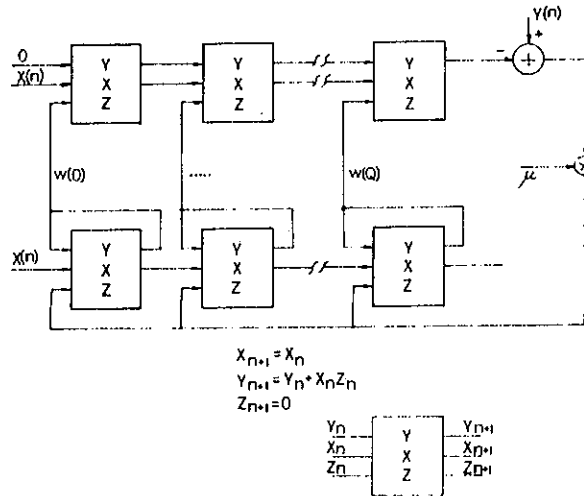 Y(n)
+
0 Y Y Y - +
X(n) X X X
Z Z Z
w(0) ..... w(Q) μ ×
Y Y Y
X(n) X X X
Z Z Z
Xn+1 = Xn
Yn+1 = Yn + XnZn
Zn+1 = 0
Yn Y Yn+1
Xn X Xn+1
Zn Z Zn+1